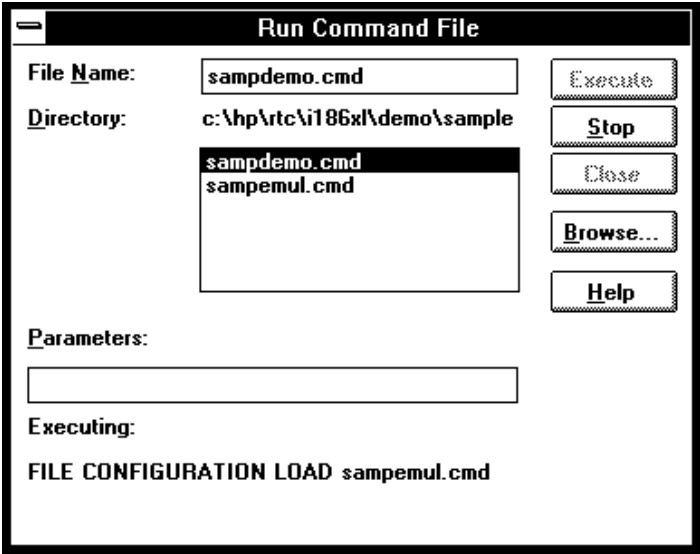 Run Command File
File Name: sampdemo.cmd Execute
Directory: c:\hp\rtc\i186xl\demo\sample Stop
sampdemo.cmd Close
sampemul.cmd
Browse...
Help
Parameters:
Executing:
FILE CONFIGURATION LOAD sampemul.cmd